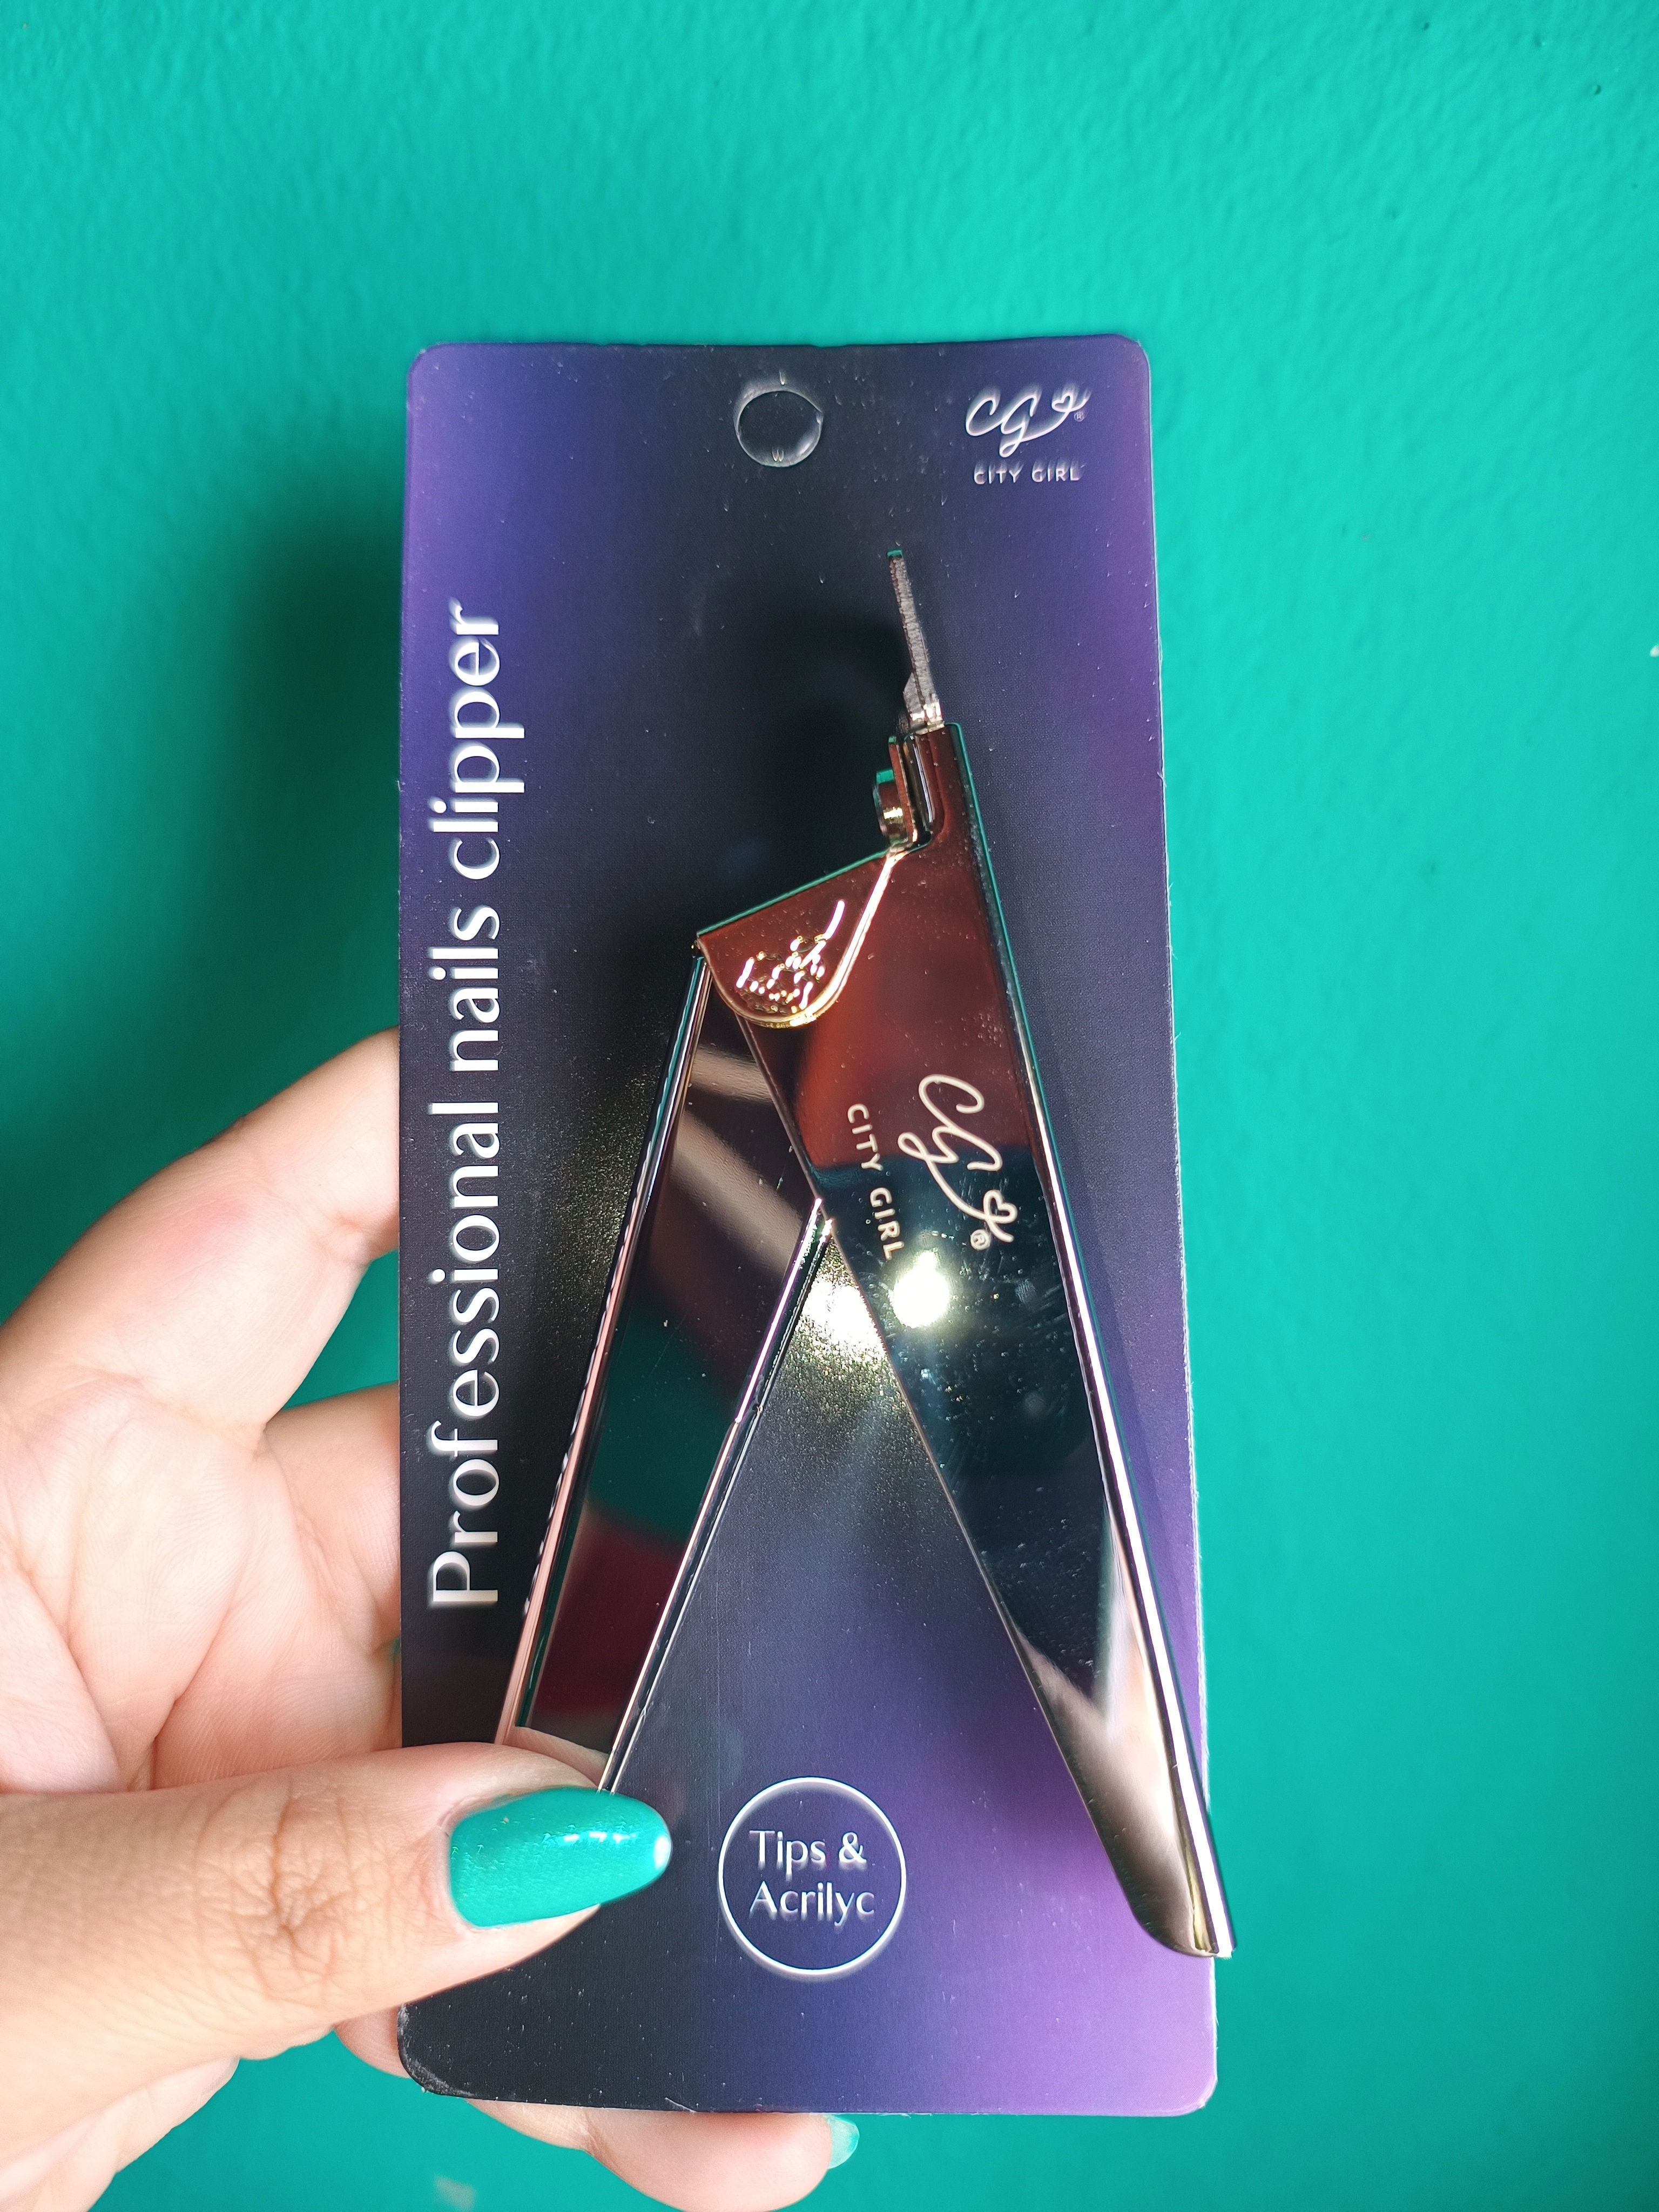 CG®
CITY GIRL
Professional nails clipper
CG®
CITY GIRL
Tips &
Acrilyc